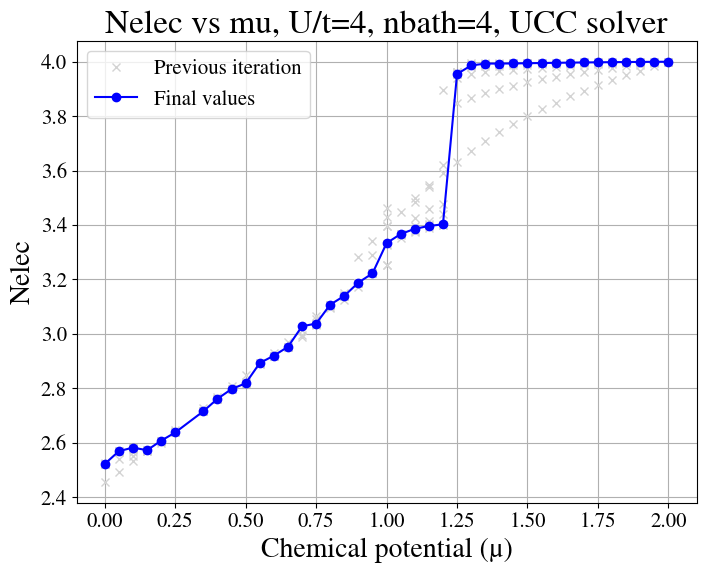 Nelec vs mu, U/t=4, nbath=4, UCC solver
Previous iteration
Final values
4.0
3.8
3.6
3.4
3.2
3.0
2.8
2.6
2.4
Nelec
0.00 0.25 0.50 0.75 1.00 1.25 1.50 1.75 2.00
Chemical potential (μ)